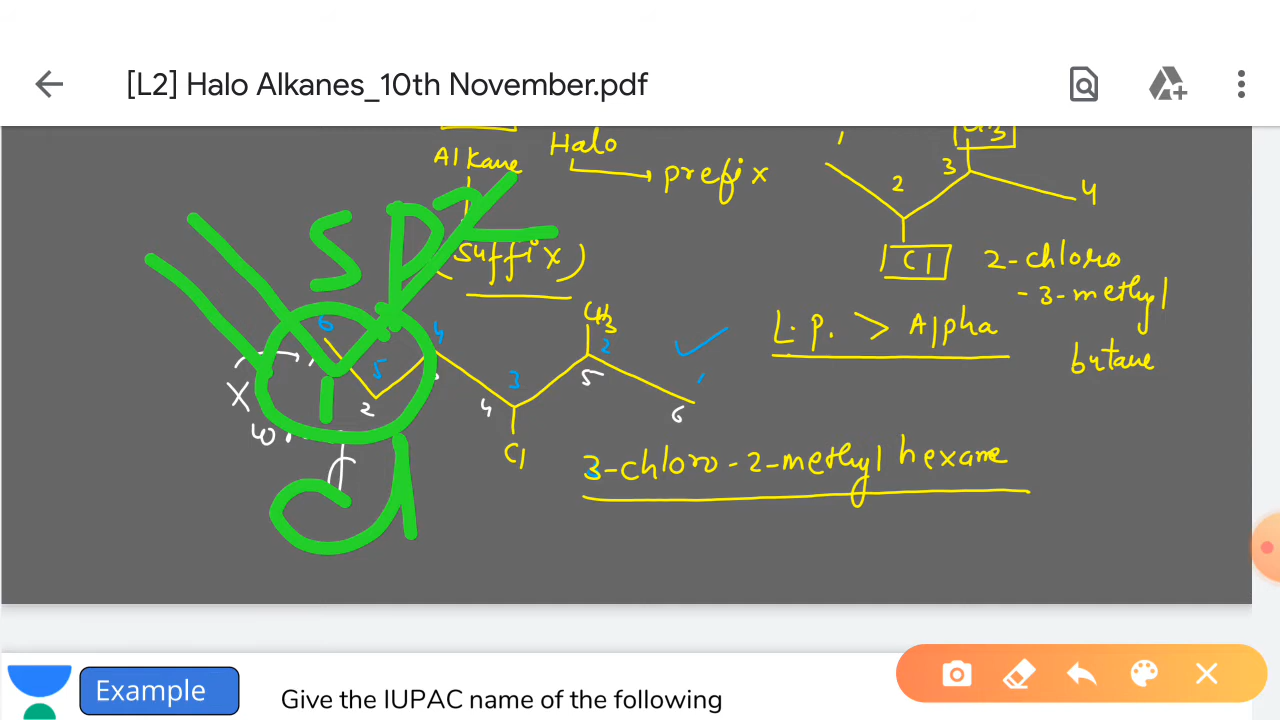 [L2] Halo Alkanes_10th November.pdf
Alkane
Halo
prefix
(suffix)
CH3
1
2
3
4
Cl
2-chloro
-3-methyl
butane
L.P. > Alpha
CH3
6
5
4
3
2
1
2
4
5
6
Cl
X
3-chloro-2-methyl hexane
Example
Give the IUPAC name of the following